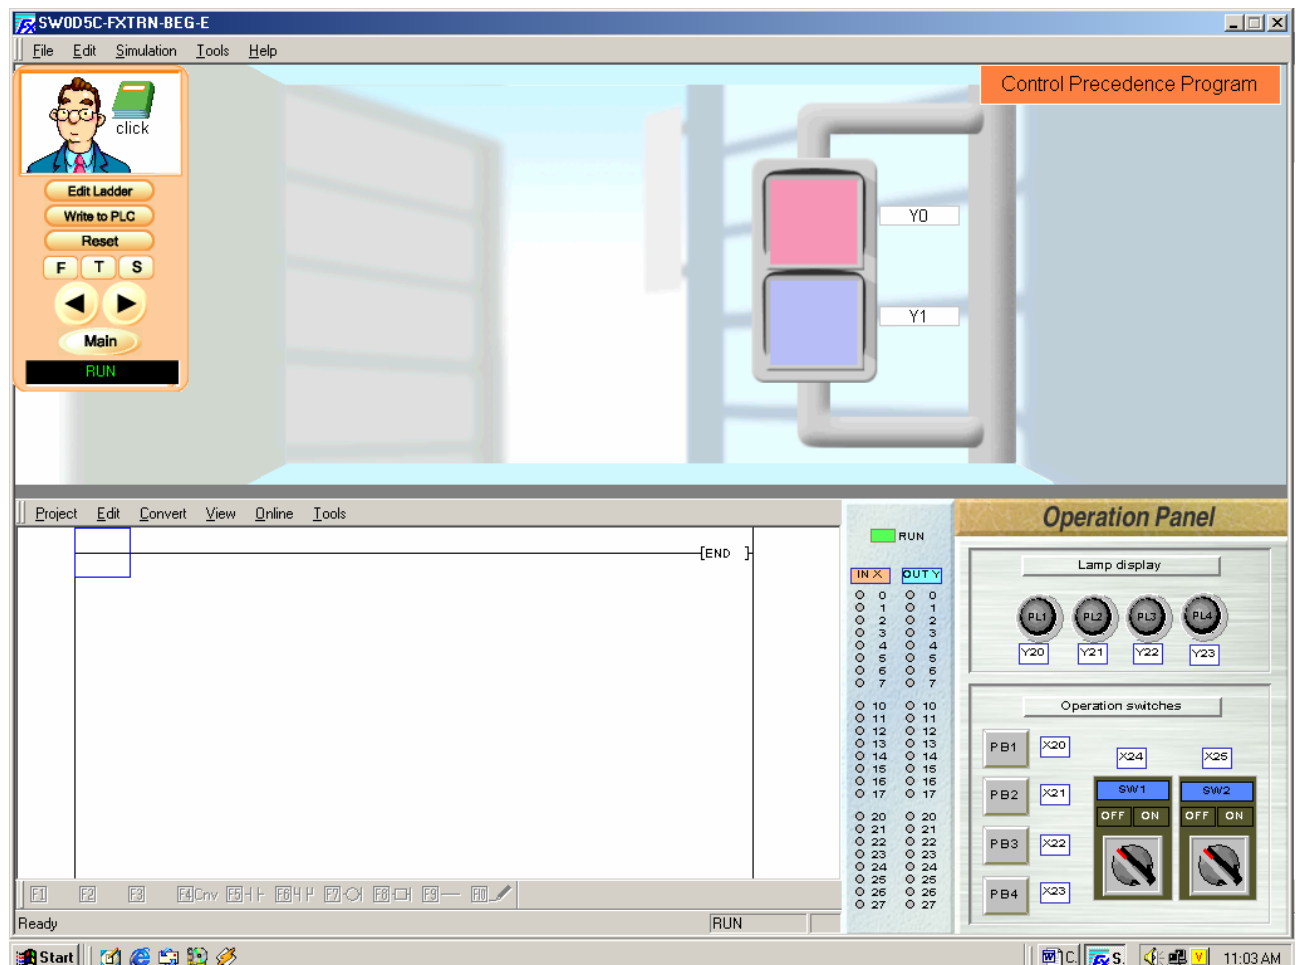 SW0D5C-FXTRN-BEG-E
File Edit Simulation Tools Help
click
Control Precedence Program
Edit Ladder
Write to PLC
Reset
F T S
Main
RUN
Y0
Y1
Project Edit Convert View Online Tools
[END ]
RUN
IN X OUT Y
0 0
1 1
2 2
3 3
4 4
5 5
6 6
7 7
10 10
11 11
12 12
13 13
14 14
15 15
16 16
17 17
20 20
21 21
22 22
23 23
24 24
25 25
26 26
27 27
Operation Panel
Lamp display
PL1 PL2 PL3 PL4
Y20 Y21 Y22 Y23
Operation switches
PB1 X20
PB2 X21
PB3 X22
PB4 X23
X24 X25
SW1 SW2
OFF ON OFF ON
F1 F2 F3 F4Cnv F5 F6 F7 F8 F9 F10
Ready RUN
Start C. S. V 11:03 AM